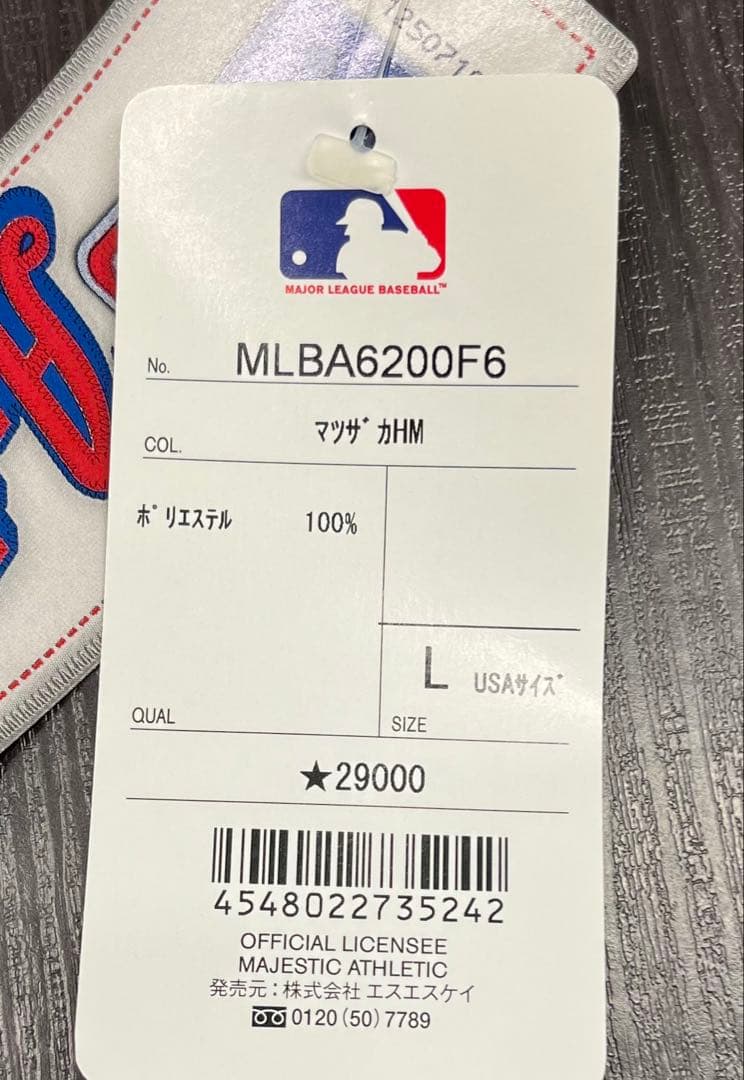 MAJOR LEAGUE BASEBALL™
No. MLBA6200F6
COL. マツザカHM
ポリエステル 100%
QUAL
L USAサイズ
SIZE
★29000
4548022735242
OFFICIAL LICENSEE
MAJESTIC ATHLETIC
発売元：株式会社 エスエスケイ
0120(50)7789